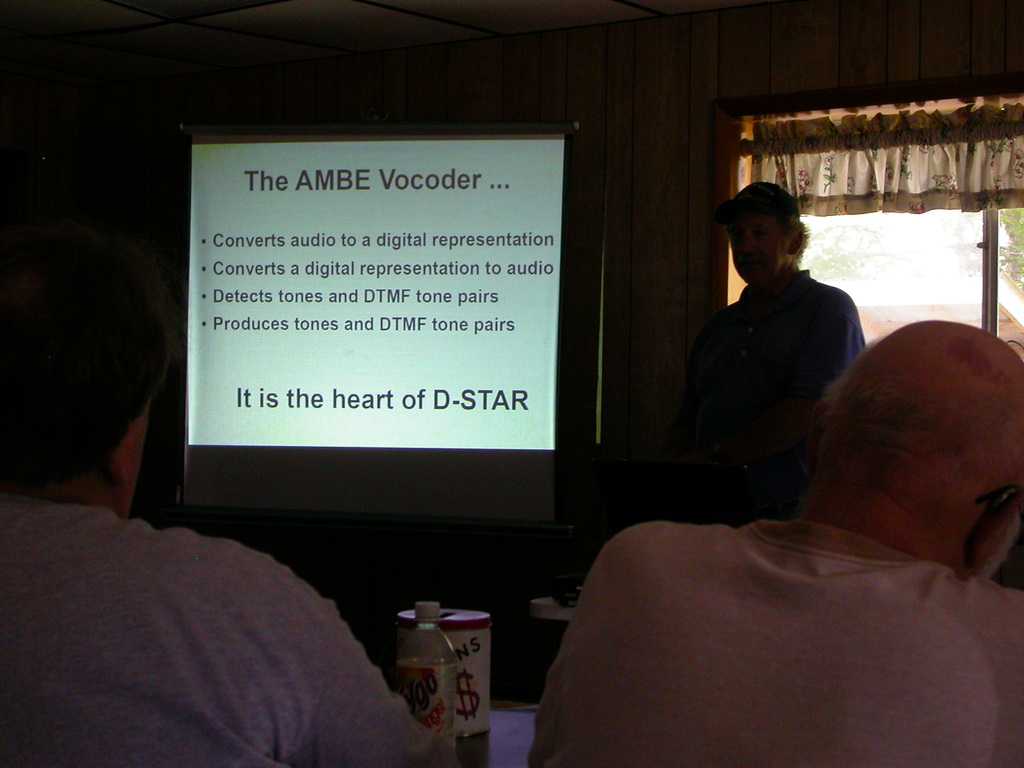 The AMBE Vocoder ...
• Converts audio to a digital representation
• Converts a digital representation to audio
• Detects tones and DTMF tone pairs
• Produces tones and DTMF tone pairs
It is the heart of D-STAR
NS
$